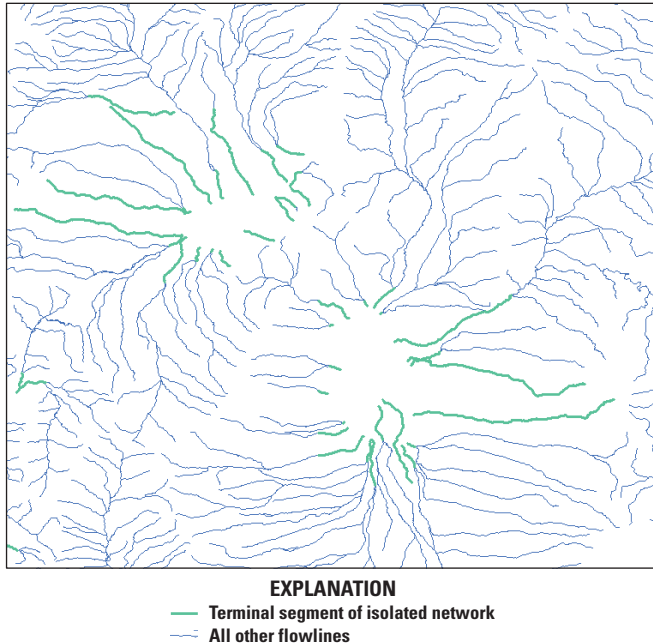 EXPLANATION
Terminal segment of isolated network
All other flowlines